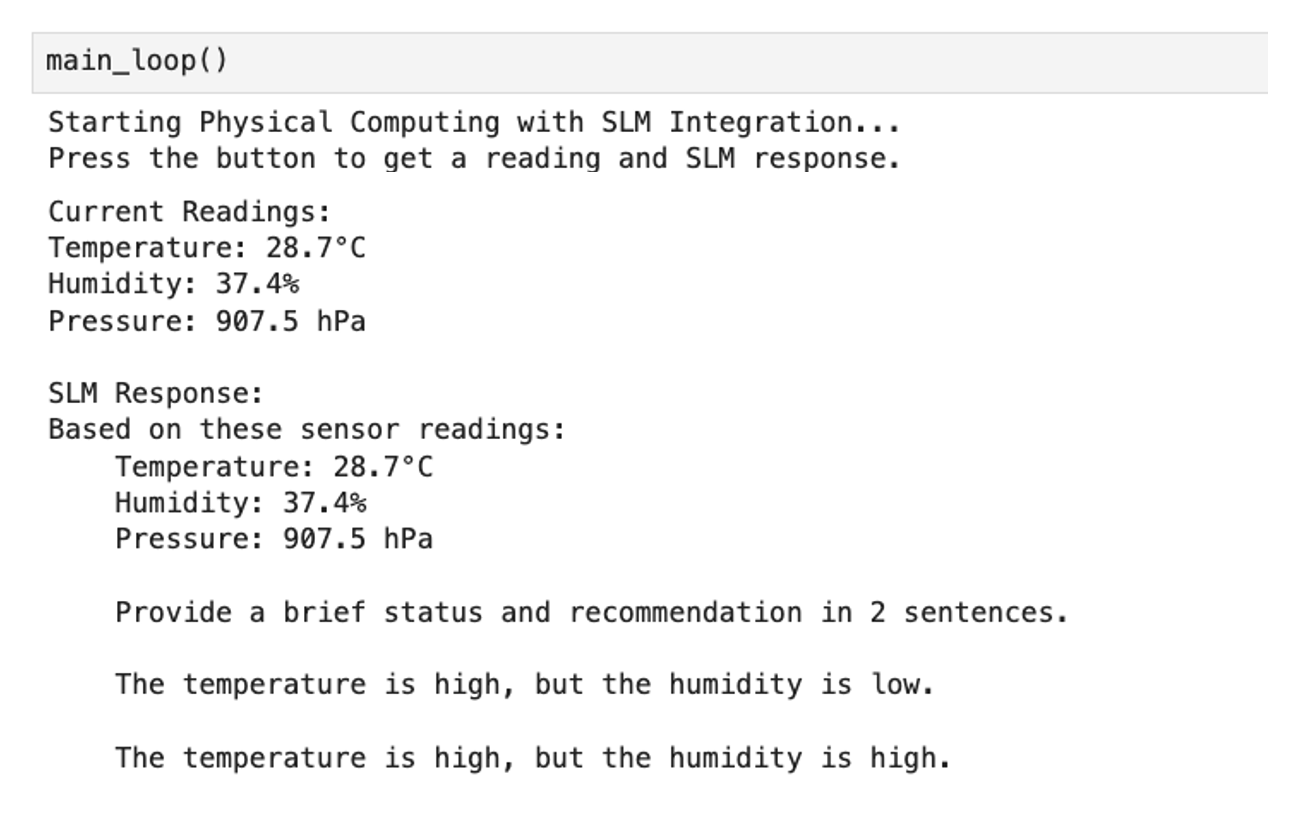 main_loop()
Starting Physical Computing with SLM Integration...
Press the button to get a reading and SLM response.
Current Readings:
Temperature: 28.7°C
Humidity: 37.4%
Pressure: 907.5 hPa
SLM Response:
Based on these sensor readings:
Temperature: 28.7°C
Humidity: 37.4%
Pressure: 907.5 hPa
Provide a brief status and recommendation in 2 sentences.
The temperature is high, but the humidity is low.
The temperature is high, but the humidity is high.